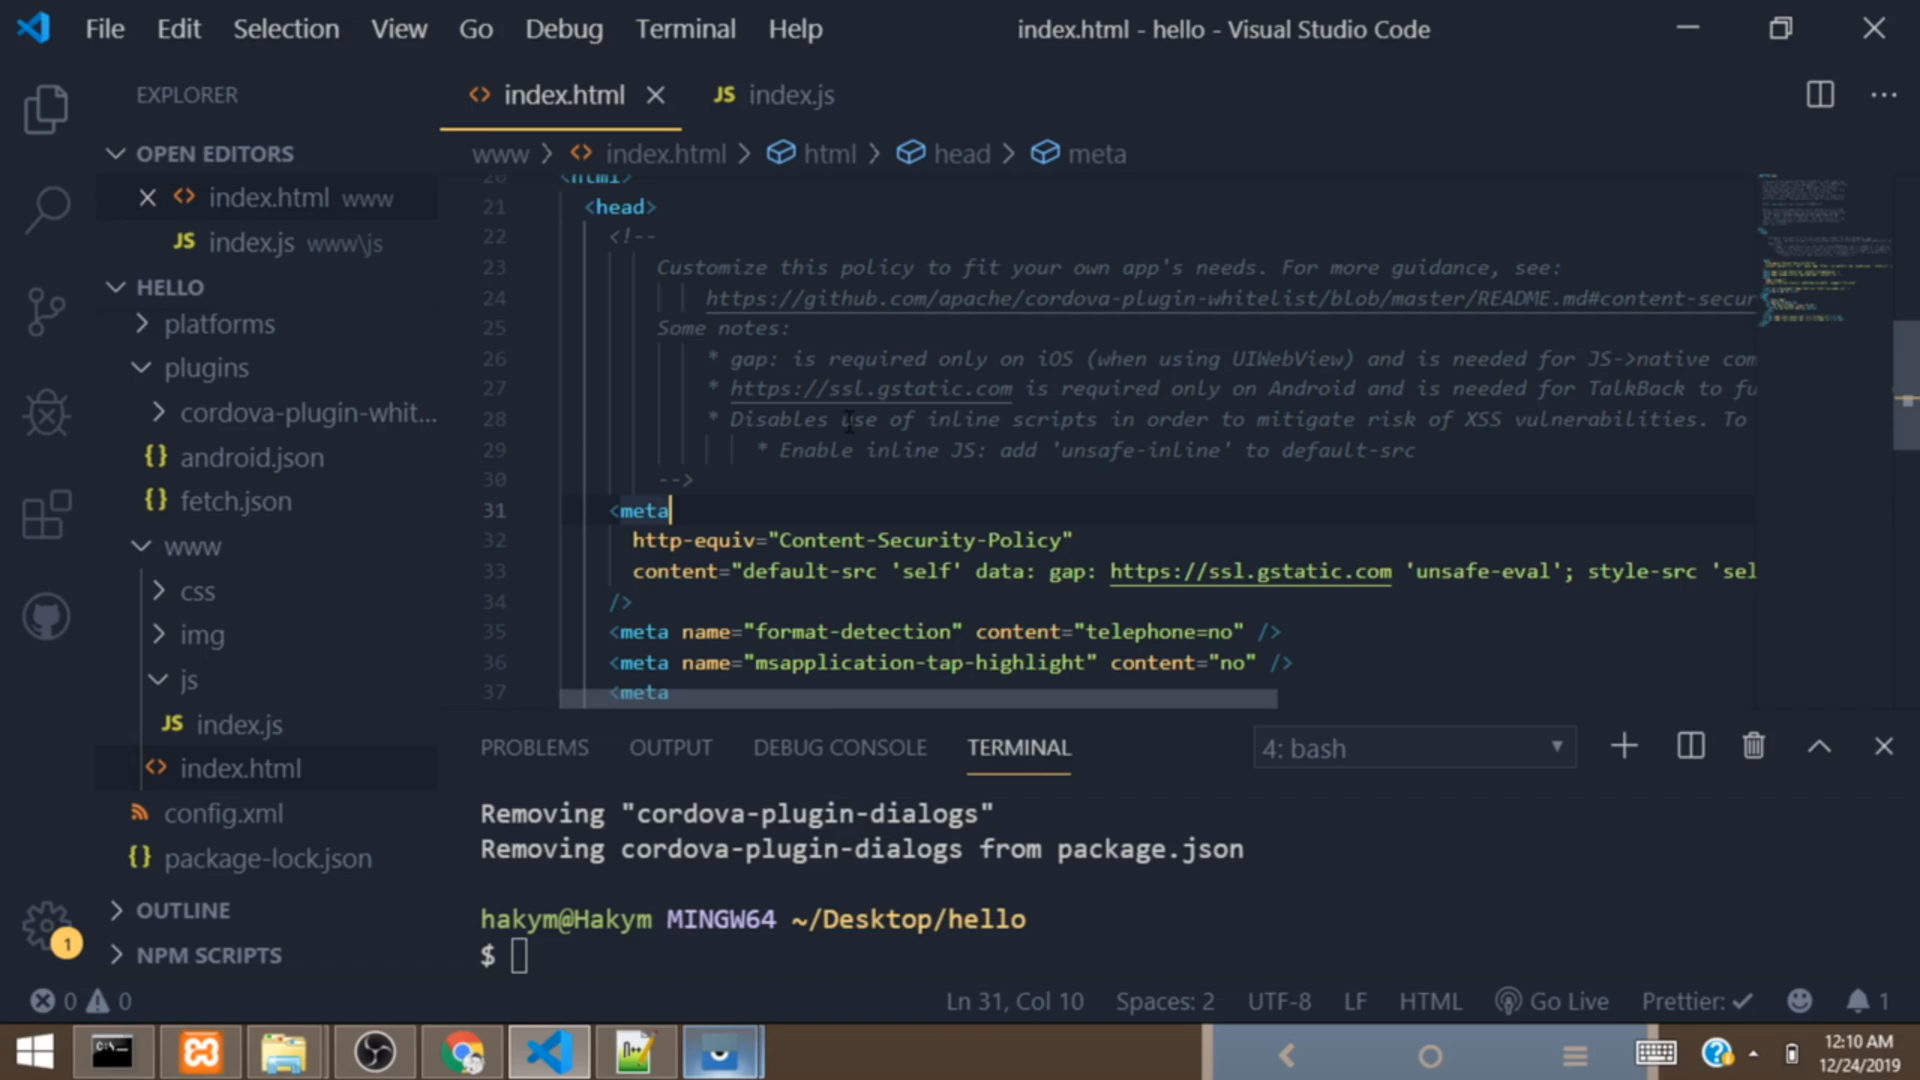 File Edit Selection View Go Debug Terminal Help
index.html - hello - Visual Studio Code
EXPLORER
OPEN EDITORS
index.html www
JS index.js www\js
HELLO
platforms
plugins
cordova-plugin-whit...
{} android.json
{} fetch.json
www
css
img
js
JS index.js
index.html
config.xml
{} package-lock.json
OUTLINE
NPM SCRIPTS
1
index.html
JS index.js
www > index.html > html > head > meta
20 <html>
21 <head>
22 <!--
23 Customize this policy to fit your own app's needs. For more guidance, see:
24 https://github.com/apache/cordova-plugin-whitelist/blob/master/README.md#content-secur
25 Some notes:
26 * gap: is required only on iOS (when using UIWebView) and is needed for JS->native com
27 * https://ssl.gstatic.com is required only on Android and is needed for TalkBack to fu
28 * Disables use of inline scripts in order to mitigate risk of XSS vulnerabilities. To
29 * Enable inline JS: add 'unsafe-inline' to default-src
30 -->
31 <meta
32 http-equiv="Content-Security-Policy"
33 content="default-src 'self' data: gap: https://ssl.gstatic.com 'unsafe-eval'; style-src 'sel
34 />
35 <meta name="format-detection" content="telephone=no" />
36 <meta name="msapplication-tap-highlight" content="no" />
37 <meta
PROBLEMS OUTPUT DEBUG CONSOLE TERMINAL
4: bash
Removing "cordova-plugin-dialogs"
Removing cordova-plugin-dialogs from package.json
hakym@Hakym MINGW64 ~/Desktop/hello
$
0 0
Ln 31, Col 10 Spaces: 2 UTF-8 LF HTML Go Live Prettier: ✓ 1
12:10 AM
12/24/2019